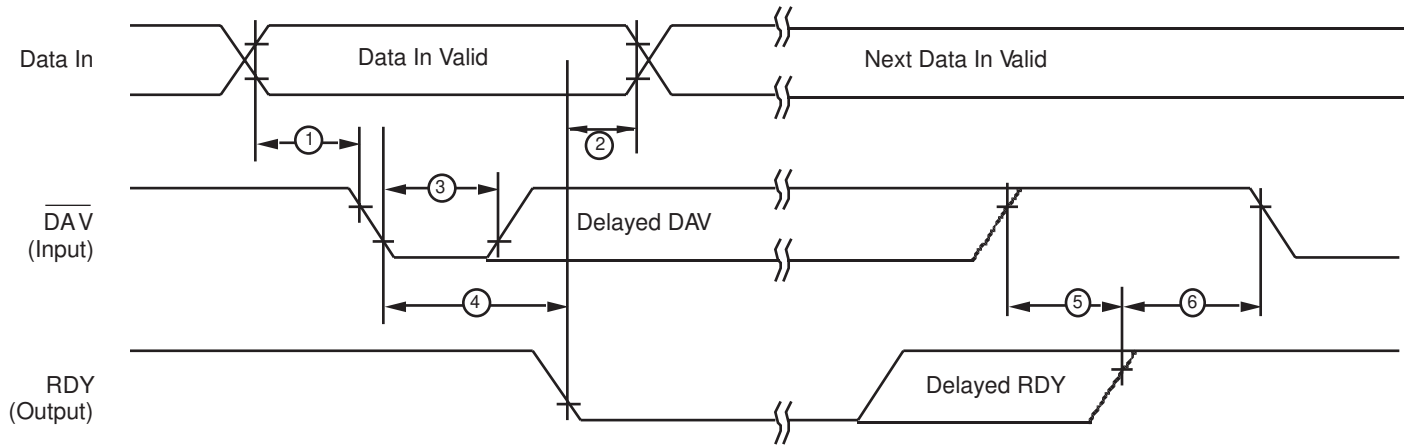 Data In
Data In Valid
Next Data In Valid
1
2
3
DAV
(Input)
Delayed DAV
4
5
6
RDY
(Output)
Delayed RDY